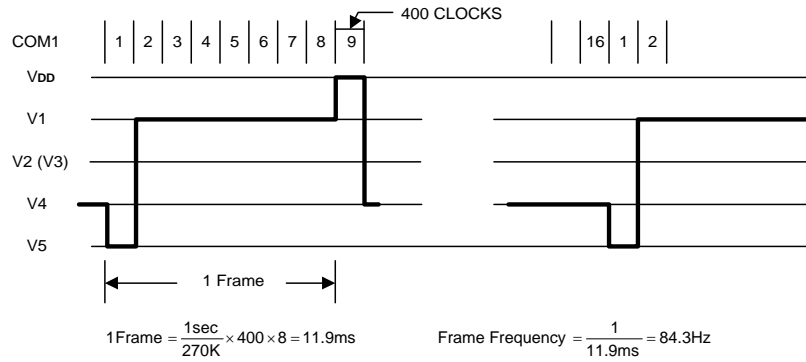 400 CLOCKS
COM1 1 2 3 4 5 6 7 8 9 16 1 2
VDD
V1
V2 (V3)
V4
V5
1 Frame
1Frame = 1sec/270K × 400 × 8 = 11.9ms
Frame Frequency = 1/11.9ms = 84.3Hz